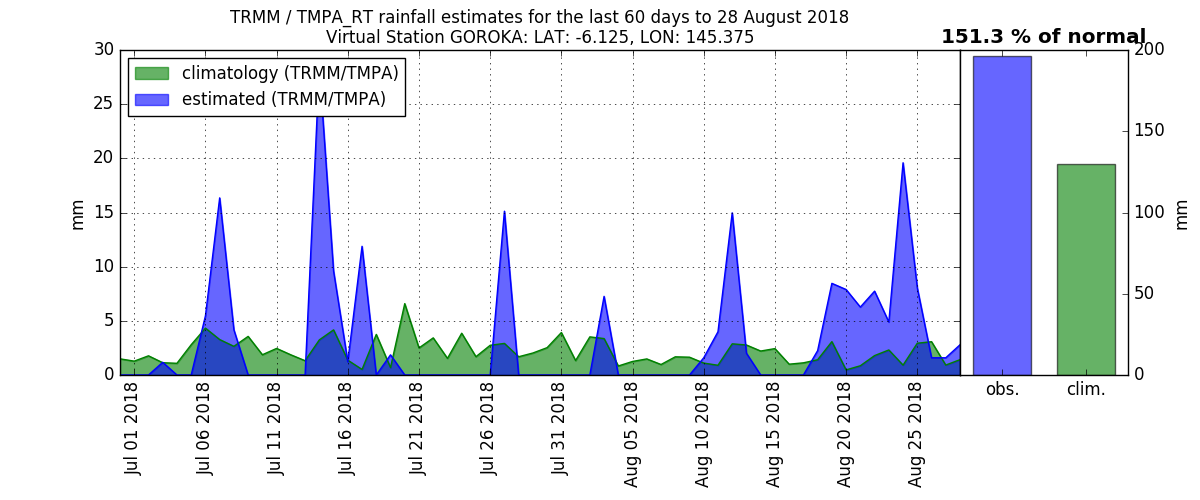 TRMM / TMPA_RT rainfall estimates for the last 60 days to 28 August 2018
Virtual Station GOROKA: LAT: -6.125, LON: 145.375
151.3 % of normal
climatology (TRMM/TMPA)
estimated (TRMM/TMPA)
mm
30
25
20
15
10
5
0
Jul 01 2018
Jul 06 2018
Jul 11 2018
Jul 16 2018
Jul 21 2018
Jul 26 2018
Jul 31 2018
Aug 05 2018
Aug 10 2018
Aug 15 2018
Aug 20 2018
Aug 25 2018
obs.
clim.
200
150
100
50
0
mm